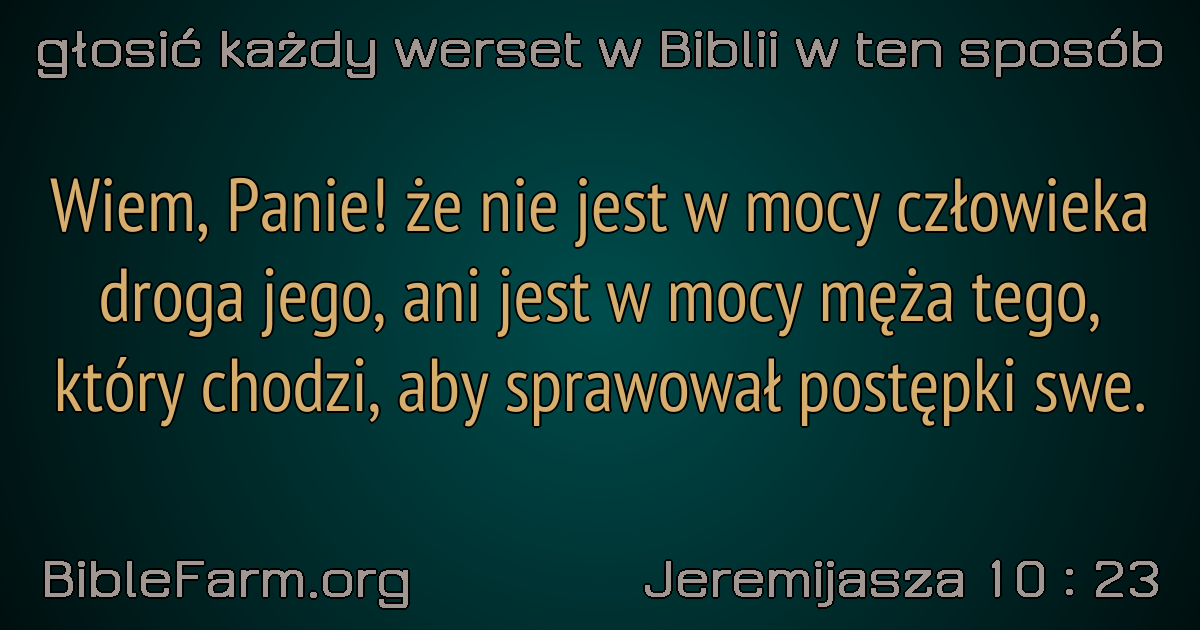 głosić każdy werset w Biblii w ten sposób
Wiem, Panie! że nie jest w mocy człowieka
droga jego, ani jest w mocy męża tego,
który chodzi, aby sprawował postępki swe.
BibleFarm.org
Jeremijasza 10 : 23